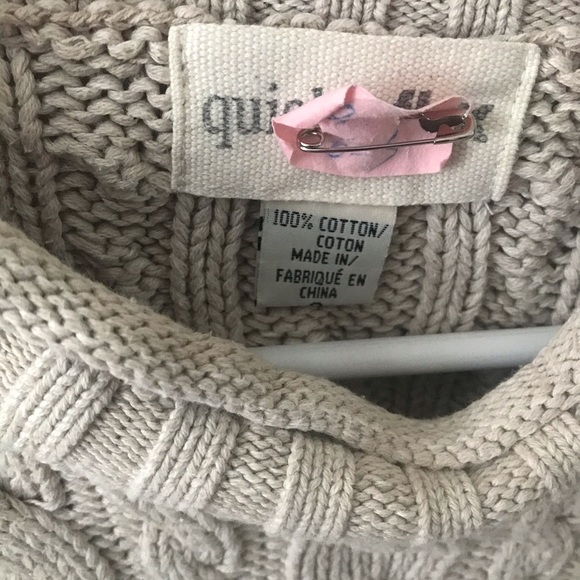 100% COTTON/
COTON
MADE IN/
FABRIQUÉ EN
CHINA